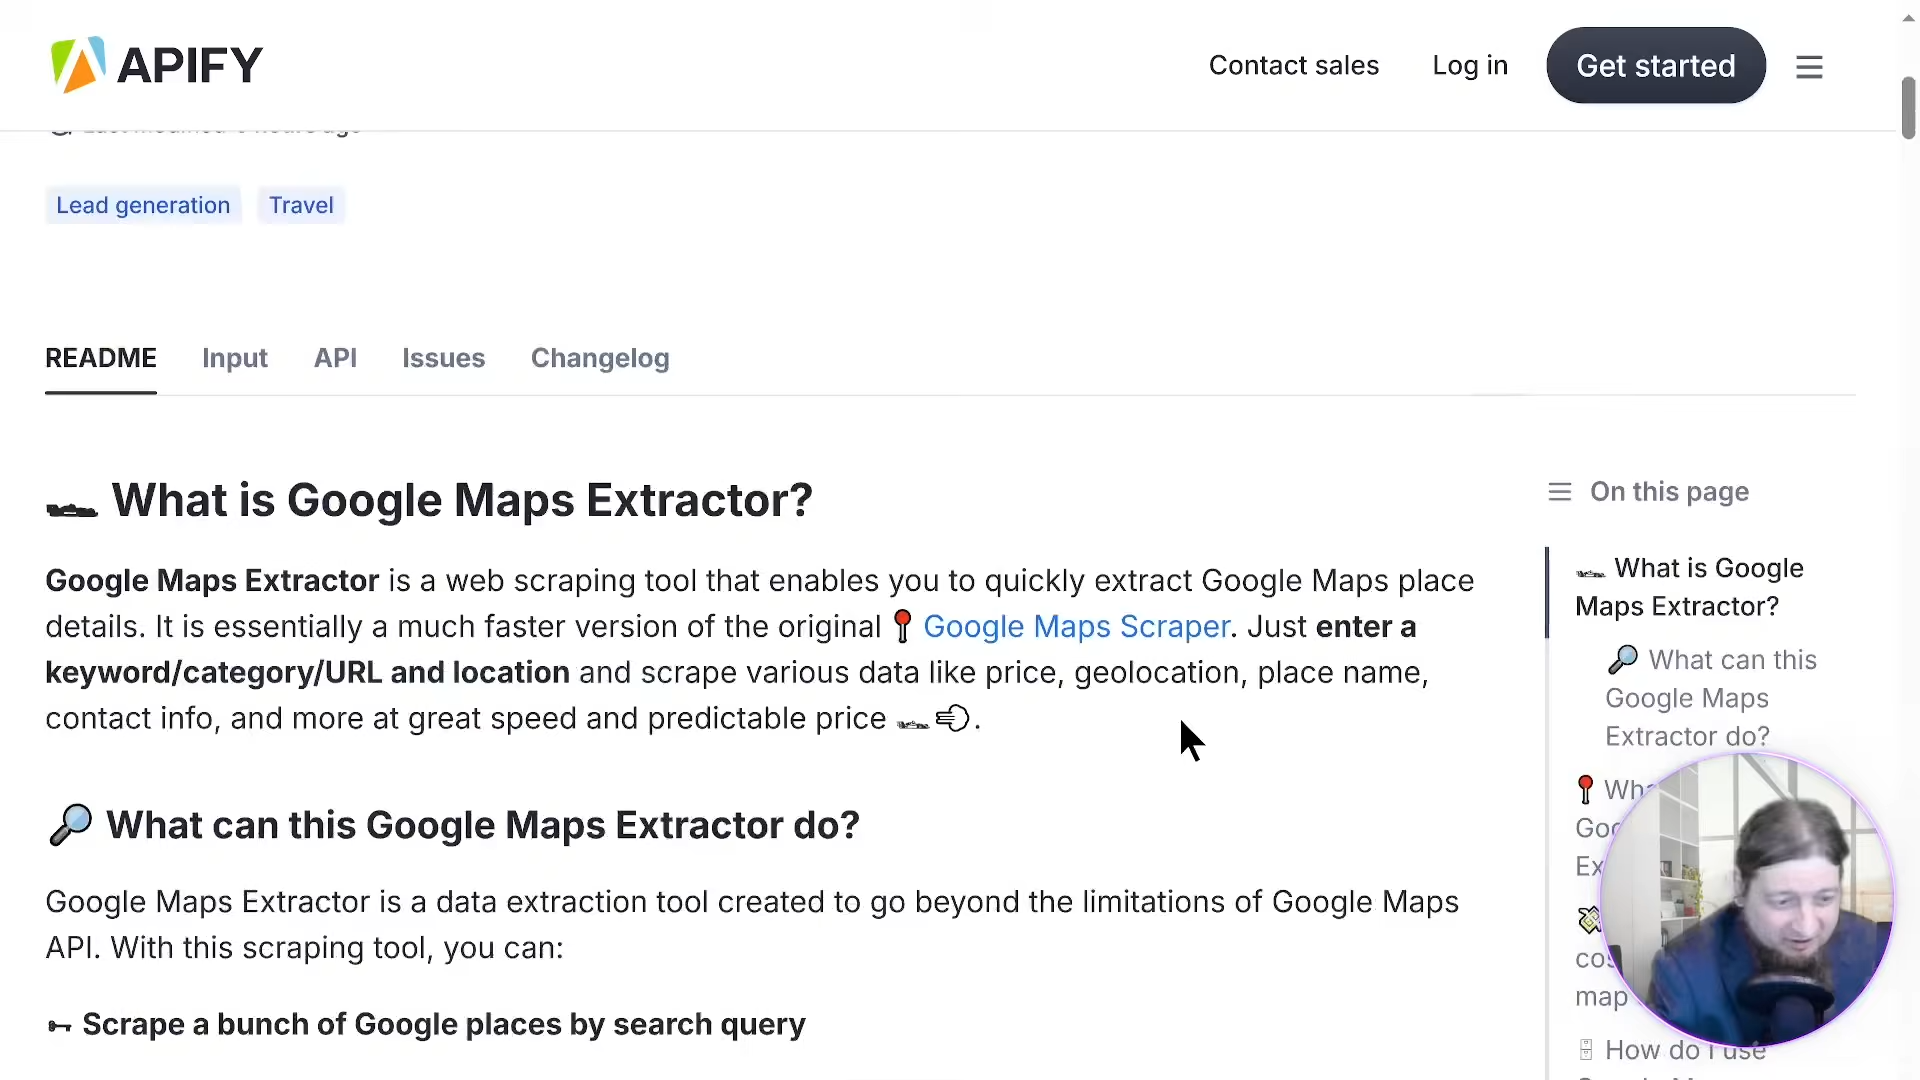 APIFY
Contact sales
Log in
Get started
Lead generation
Travel
README
Input
API
Issues
Changelog
What is Google Maps Extractor?
Google Maps Extractor is a web scraping tool that enables you to quickly extract Google Maps place
details. It is essentially a much faster version of the original 📍 Google Maps Scraper. Just enter a
keyword/category/URL and location and scrape various data like price, geolocation, place name,
contact info, and more at great speed and predictable price.
🔎 What can this Google Maps Extractor do?
Google Maps Extractor is a data extraction tool created to go beyond the limitations of Google Maps
API. With this scraping tool, you can:
Scrape a bunch of Google places by search query
On this page
What is Google
Maps Extractor?
🔎 What can this
Google Maps
Extractor do?
map
How do I use